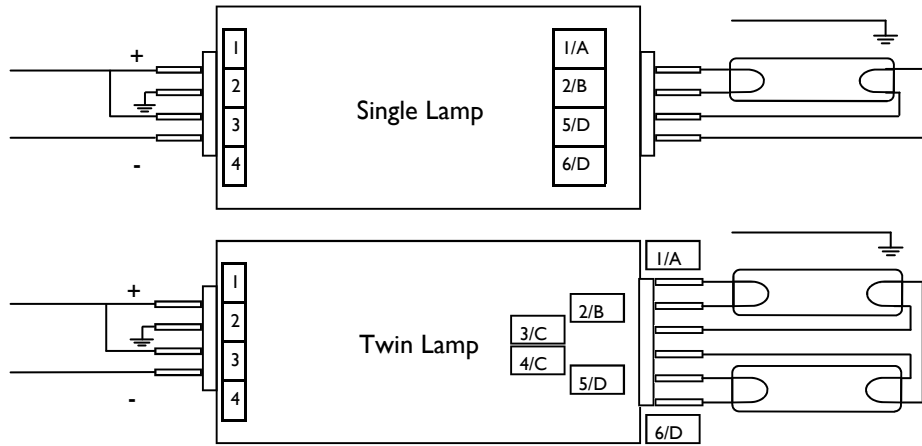 +
1
2
3
4
-
Single Lamp
1/A
2/B
5/D
6/D
+
1
2
3
4
-
Twin Lamp
1/A
2/B
3/C
4/C
5/D
6/D